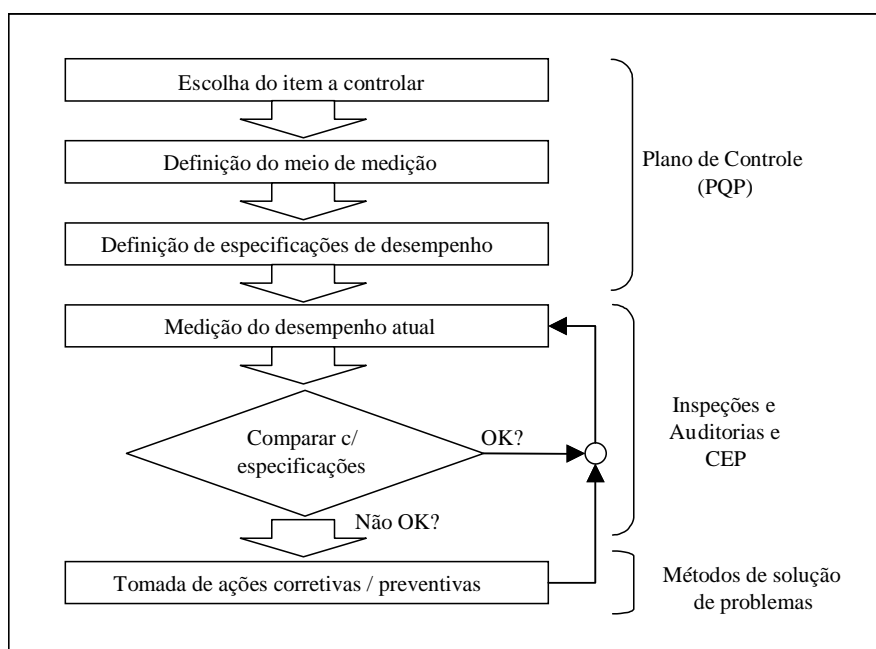 Escolha do item a controlar
Definição do meio de medição
Definição de especificações de desempenho
Plano de Controle
(PQP)
Medição do desempenho atual
Comparar c/
especificações
OK?
Não OK?
Inspeções e
Auditorias e
CEP
Tomada de ações corretivas / preventivas
Métodos de solução
de problemas